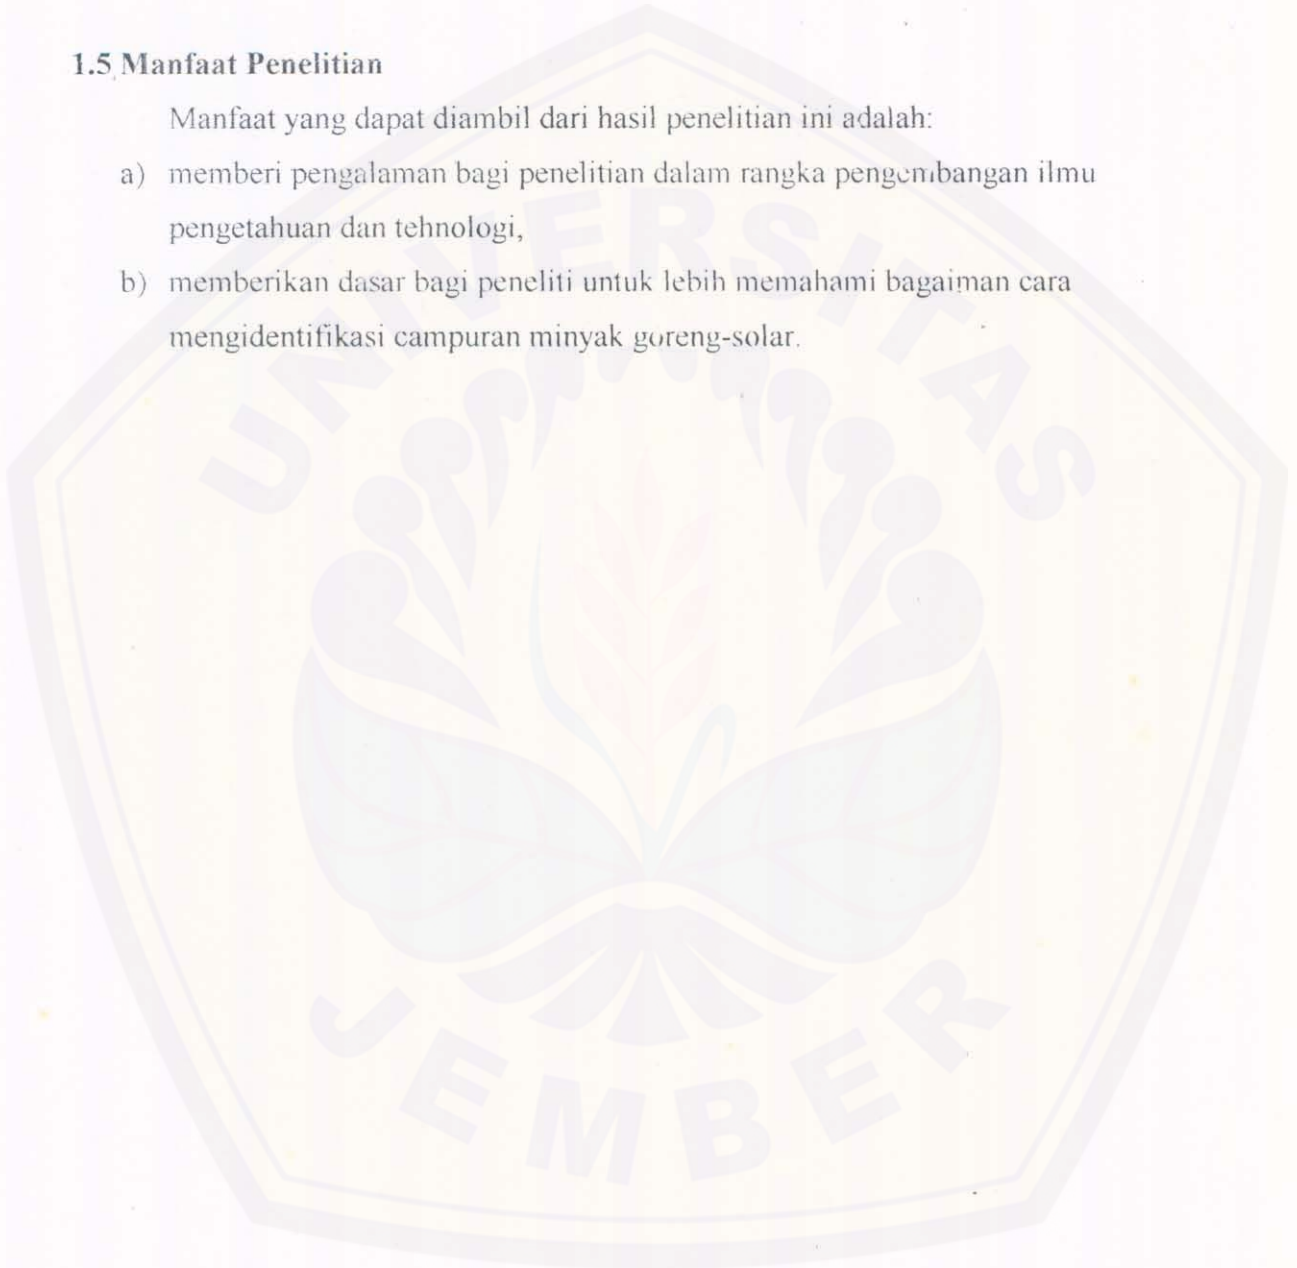 1.5 Manfaat Penelitian
Manfaat yang dapat diambil dari hasil penelitian ini adalah:
a) memberi pengalaman bagi penelitian dalam rangka pengembangan ilmu
pengetahuan dan tehnologi,
b) memberikan dasar bagi peneliti untuk lebih memahami bagaiman cara
mengidentifikasi campuran minyak goreng-solar.
UNIVERSITAS
JEMBER